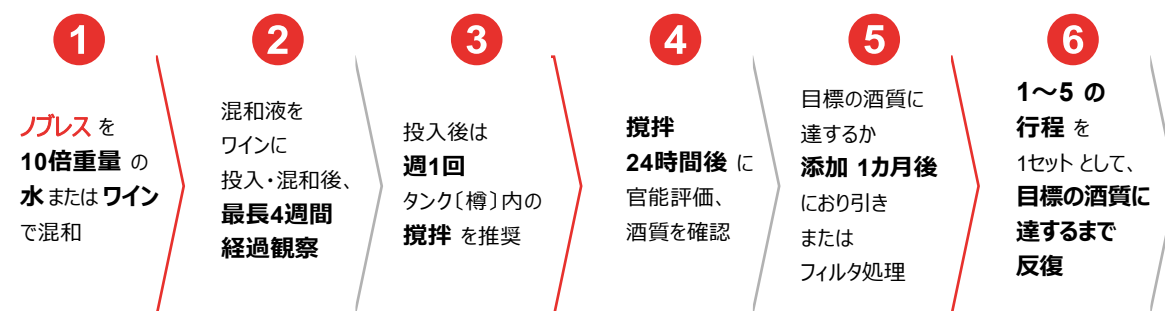 1
ノブレス を
10倍重量 の
水 または ワイン
で混和
2
混和液を
ワインに
投入・混和後、
最長4週間
経過観察
3
投入後は
週1回
タンク〔樽〕内の
撹拌 を推奨
4
撹拌
24時間後 に
官能評価、
酒質を確認
5
目標の酒質に
達するか
添加 1カ月後
におり引き
または
フィルタ処理
6
1～5 の
行程 を
1セット として、
目標の酒質に
達するまで
反復